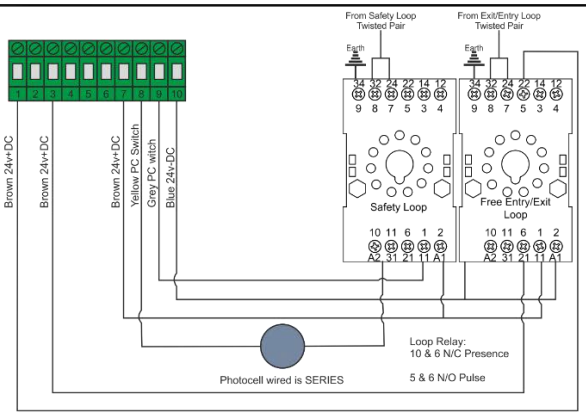 From Safety Loop
Twisted Pair
From Exit/Entry Loop
Twisted Pair
Earth
Earth
34 32 24 22 14 12
9 8 7 5 3 4
34 32 24 22 14 12
9 8 7 5 3 4
1 2 3 4 5 6 7 8 9 10
Brown 24v+DC
Brown 24v+DC
Brown 24v+DC
Yellow PC Switch
Grey PC witch
Blue 24v-DC
Safety Loop
Free Entry/Exit
Loop
10 11 6 1 2
A2 31 21 11 A1
10 11 6 1 2
A2 31 21 11 A1
Loop Relay:
10 & 6 N/C Presence
5 & 6 N/O Pulse
Photocell wired is SERIES